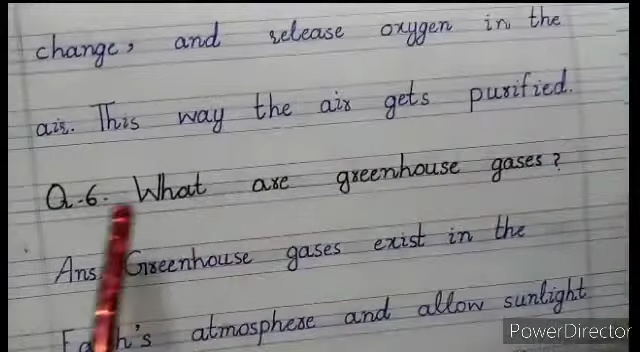 change, and release oxygen in the
air. This way the air gets purified.
Q.6. What are greenhouse gases?
Ans. Greenhouse gases exist in the
Earth's atmosphere and allow sunlight
PowerDirector